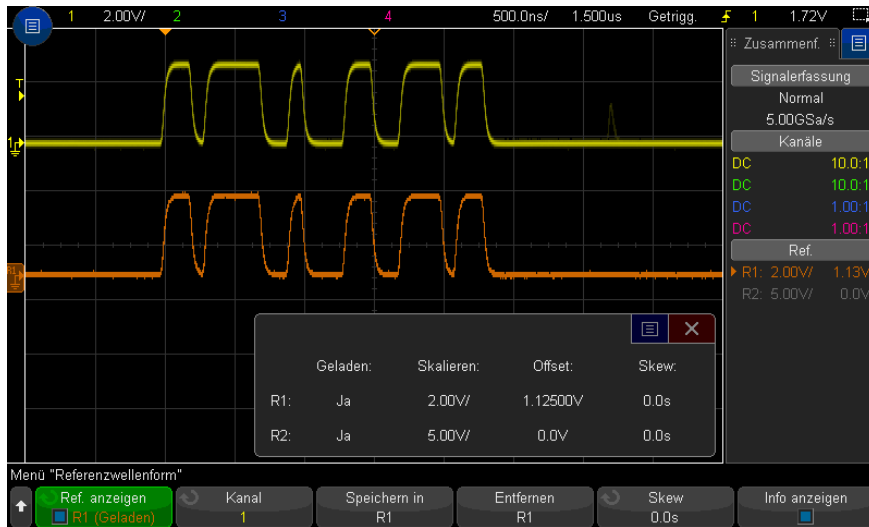 1 2.00V/ 2 3 4 500.0ns/ 1.500us Getrigg. 1 1.72V
Zusammenf.
Signalerfassung
Normal
5.00GSa/s
Kanäle
DC 10.0:1
DC 10.0:1
DC 1.00:1
DC 1.00:1
Ref.
R1: 2.00V/ 1.13V
R2: 5.00V/ 0.0V
T
1
R1
Geladen: Skalieren: Offset: Skew:
R1: Ja 2.00V/ 1.12500V 0.0s
R2: Ja 5.00V/ 0.0V 0.0s
Menü "Referenzwellenform"
Ref. anzeigen Kanal Speichern in Entfernen Skew Info anzeigen
R1 (Geladen) 1 R1 R1 0.0s